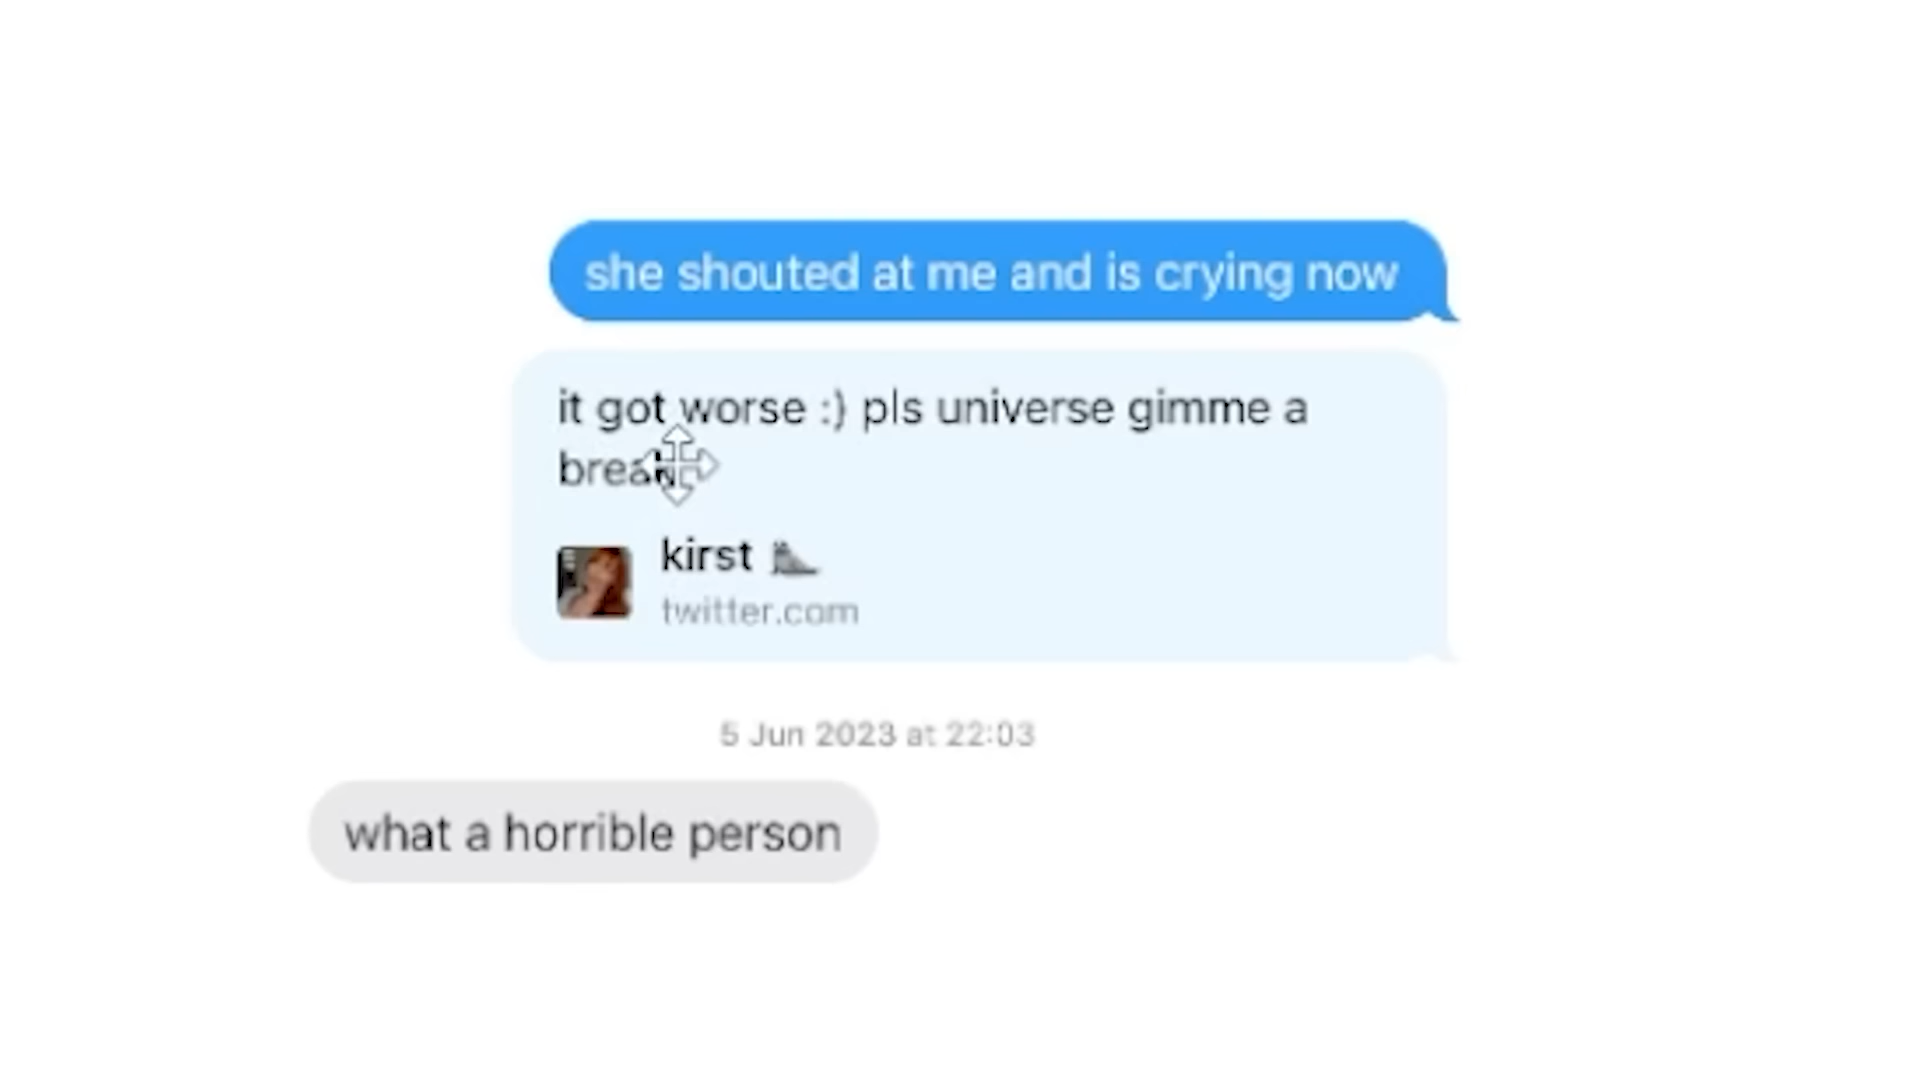 she shouted at me and is crying now
it got worse :) pls universe gimme a
break
kirst
twitter.com
5 Jun 2023 at 22:03
what a horrible person